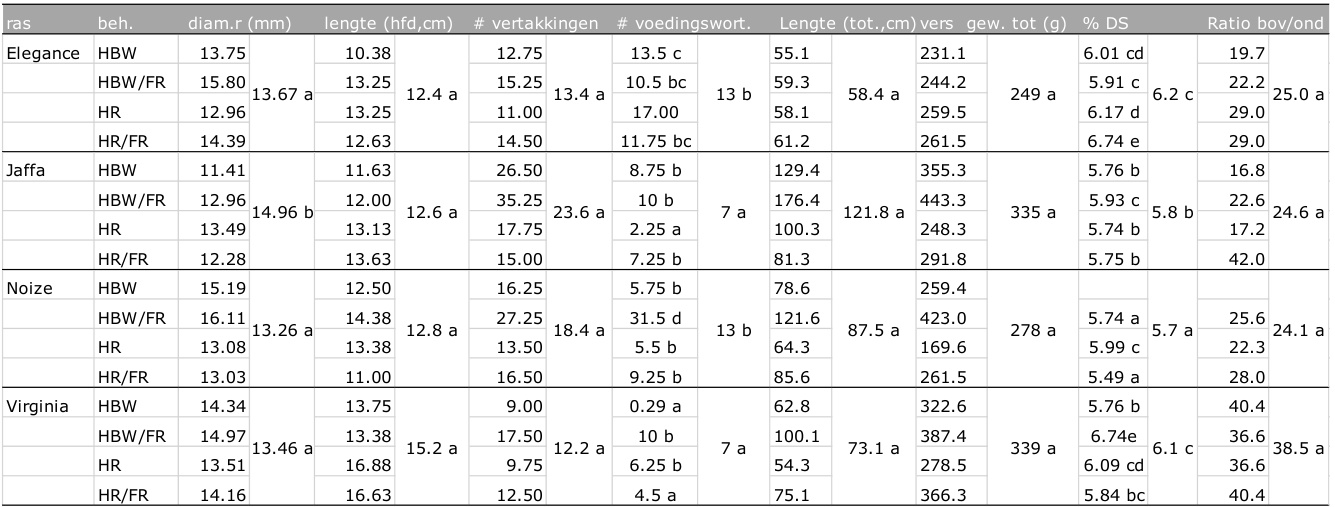 ras beh. diam.r (mm) lengte (hfd,cm) # vertakkingen # voedingswort. Lengte (tot.,cm) vers gew. tot (g) % DS Ratio bov/ond
Elegance HBW 13.75 10.38 12.75 13.5 c 55.1 231.1 6.01 cd 19.7
HBW/FR 15.80 13.25 15.25 10.5 bc 59.3 244.2 5.91 c 22.2
13.67 a 12.4 a 13.4 a 13 b 58.4 a 249 a 6.2 c 25.0 a
HR 12.96 13.25 11.00 17.00 58.1 259.5 6.17 d 29.0
HR/FR 14.39 12.63 14.50 11.75 bc 61.2 261.5 6.74 e 29.0
Jaffa HBW 11.41 11.63 26.50 8.75 b 129.4 355.3 5.76 b 16.8
HBW/FR 12.96 12.00 35.25 10 b 176.4 443.3 5.93 c 22.6
14.96 b 12.6 a 23.6 a 7 a 121.8 a 335 a 5.8 b 24.6 a
HR 13.49 13.13 17.75 2.25 a 100.3 248.3 5.74 b 17.2
HR/FR 12.28 13.63 15.00 7.25 b 81.3 291.8 5.75 b 42.0
Noize HBW 15.19 12.50 16.25 5.75 b 78.6 259.4
HBW/FR 16.11 14.38 27.25 31.5 d 121.6 423.0 5.74 a 25.6
13.26 a 12.8 a 18.4 a 13 b 87.5 a 278 a 5.7 a 24.1 a
HR 13.08 13.38 13.50 5.5 b 64.3 169.6 5.99 c 22.3
HR/FR 13.03 11.00 16.50 9.25 b 85.6 261.5 5.49 a 28.0
Virginia HBW 14.34 13.75 9.00 0.29 a 62.8 322.6 5.76 b 40.4
HBW/FR 14.97 13.38 17.50 10 b 100.1 387.4 6.74e 36.6
13.46 a 15.2 a 12.2 a 7 a 73.1 a 339 a 6.1 c 38.5 a
HR 13.51 16.88 9.75 6.25 b 54.3 278.5 6.09 cd 36.6
HR/FR 14.16 16.63 12.50 4.5 a 75.1 366.3 5.84 bc 40.4